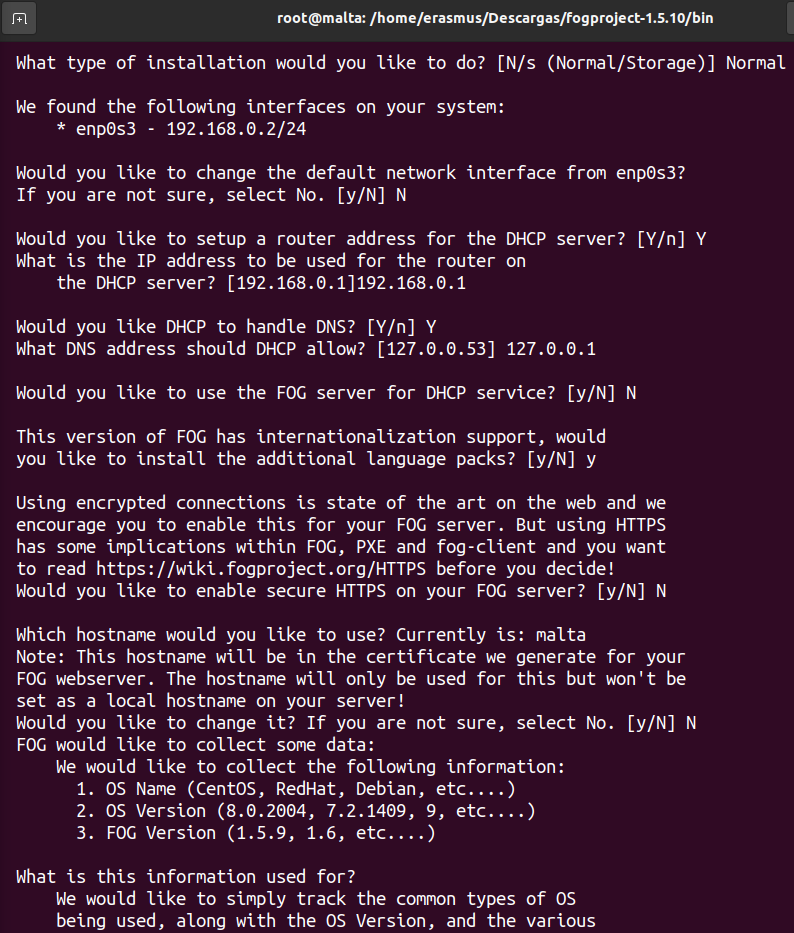 root@malta: /home/erasmus/Descargas/fogproject-1.5.10/bin
What type of installation would you like to do? [N/s (Normal/Storage)] Normal
We found the following interfaces on your system:
* enp0s3 - 192.168.0.2/24
Would you like to change the default network interface from enp0s3?
If you are not sure, select No. [y/N] N
Would you like to setup a router address for the DHCP server? [Y/n] Y
What is the IP address to be used for the router on
the DHCP server? [192.168.0.1]192.168.0.1
Would you like DHCP to handle DNS? [Y/n] Y
What DNS address should DHCP allow? [127.0.0.53] 127.0.0.1
Would you like to use the FOG server for DHCP service? [y/N] N
This version of FOG has internationalization support, would
you like to install the additional language packs? [y/N] y
Using encrypted connections is state of the art on the web and we
encourage you to enable this for your FOG server. But using HTTPS
has some implications within FOG, PXE and fog-client and you want
to read https://wiki.fogproject.org/HTTPS before you decide!
Would you like to enable secure HTTPS on your FOG server? [y/N] N
Which hostname would you like to use? Currently is: malta
Note: This hostname will be in the certificate we generate for your
FOG webserver. The hostname will only be used for this but won't be
set as a local hostname on your server!
Would you like to change it? If you are not sure, select No. [y/N] N
FOG would like to collect some data:
We would like to collect the following information:
1. OS Name (CentOS, RedHat, Debian, etc....)
2. OS Version (8.0.2004, 7.2.1409, 9, etc....)
3. FOG Version (1.5.9, 1.6, etc....)
What is this information used for?
We would like to simply track the common types of OS
being used, along with the OS Version, and the various